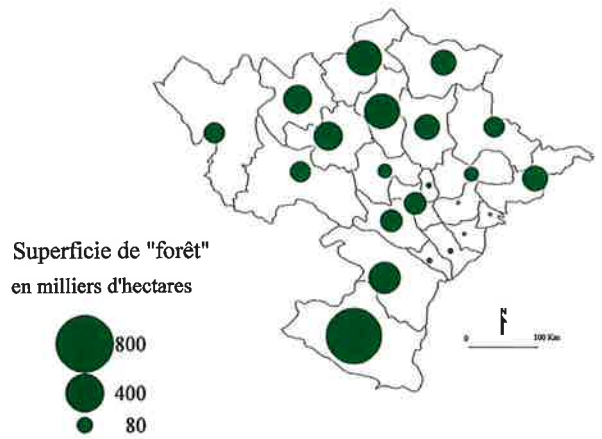 Superficie de "forêt"
en milliers d'hectares
800
400
80
N
0 100 Km